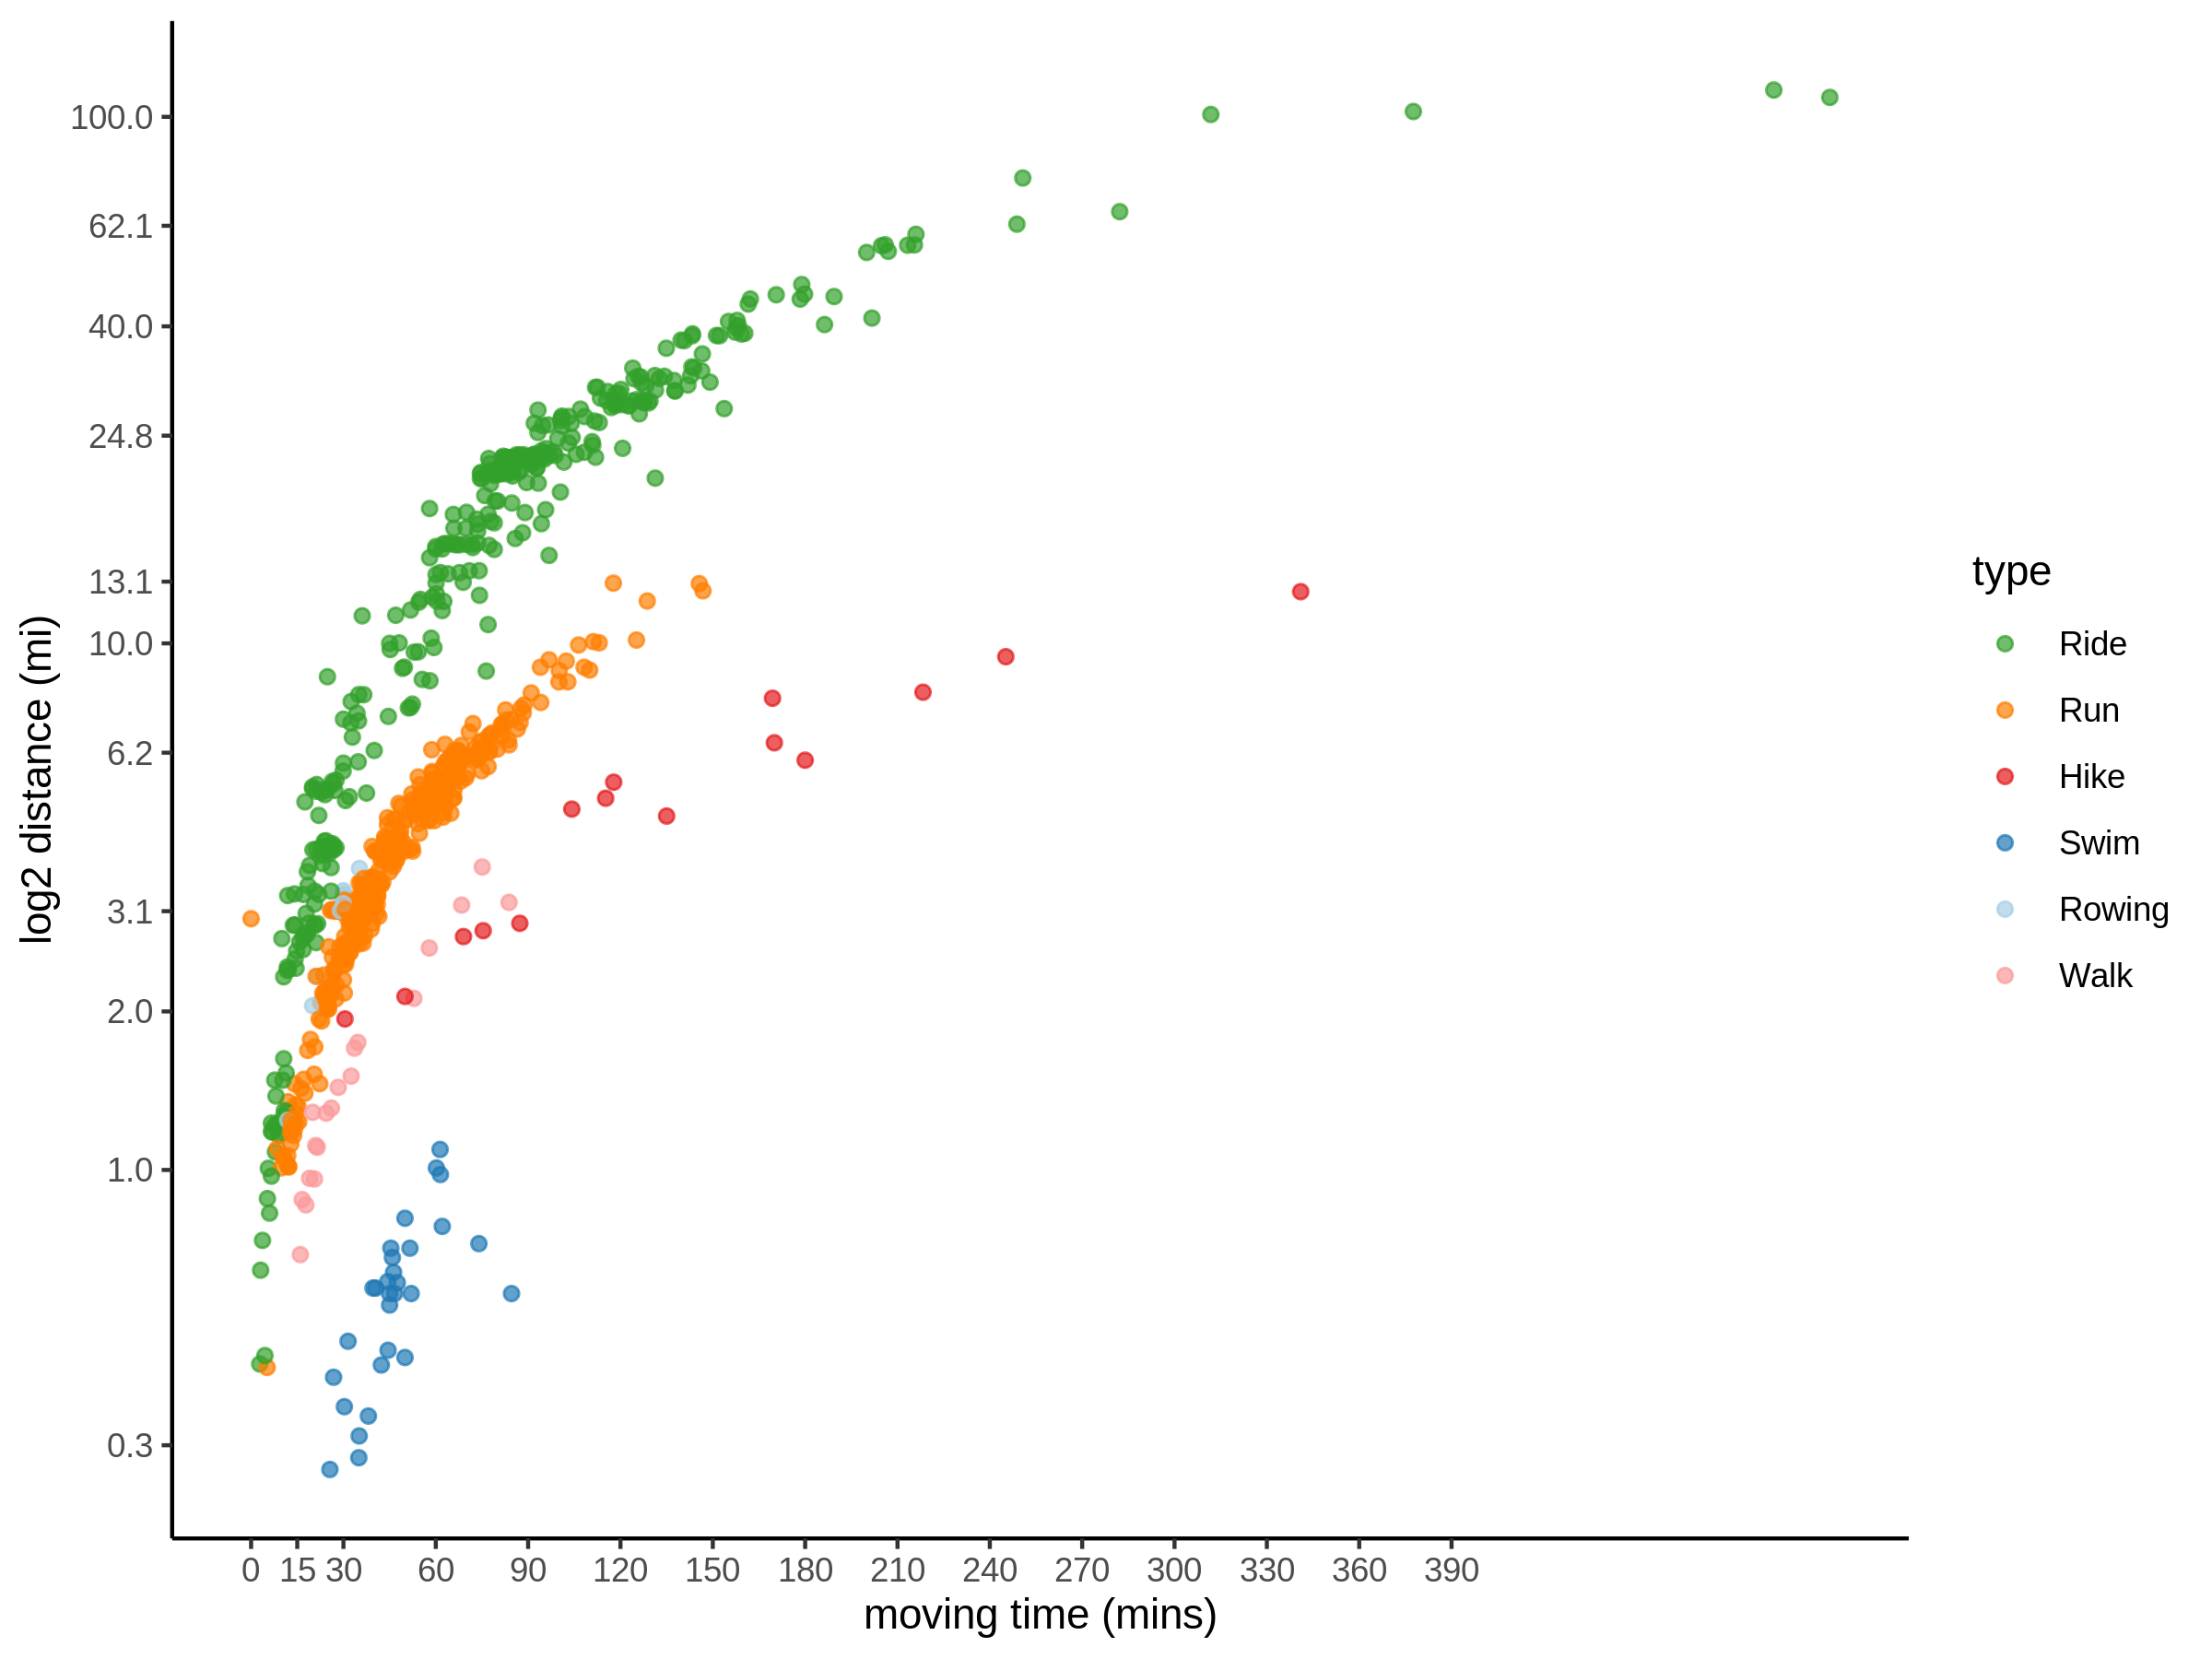 log2 distance (mi)
100.0
62.1
40.0
24.8
13.1
10.0
6.2
3.1
2.0
1.0
0.3
0 15 30 60 90 120 150 180 210 240 270 300 330 360 390
moving time (mins)
type
Ride
Run
Hike
Swim
Rowing
Walk